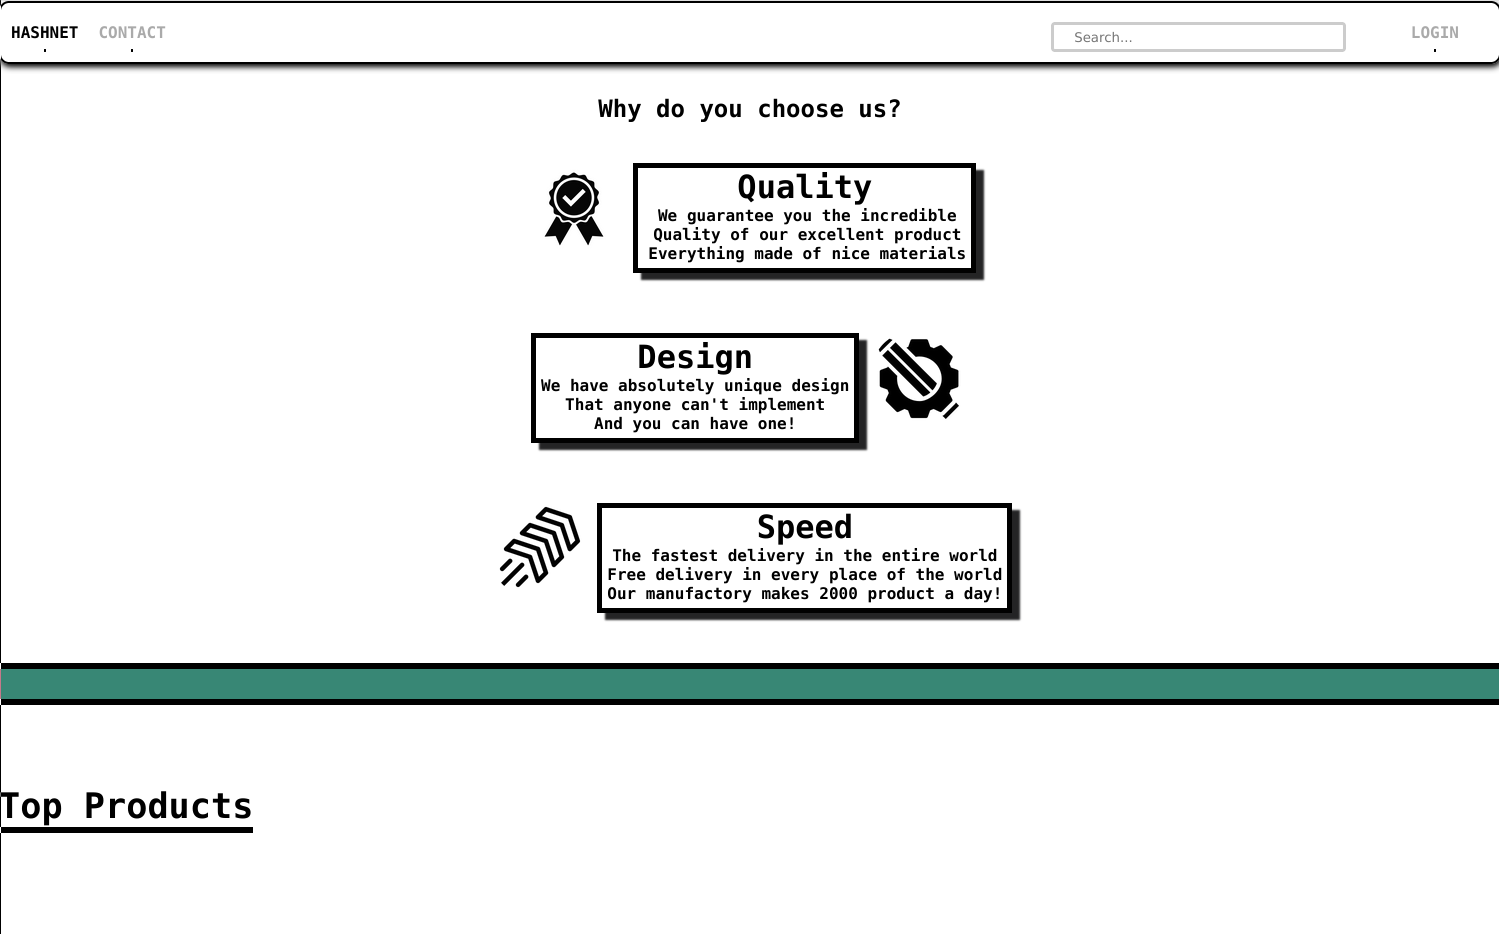 HASHNET CONTACT Search... LOGIN
Why do you choose us?
Quality
We guarantee you the incredible
Quality of our excellent product
Everything made of nice materials
Design
We have absolutely unique design
That anyone can't implement
And you can have one!
Speed
The fastest delivery in the entire world
Free delivery in every place of the world
Our manufactory makes 2000 product a day!
Top Products